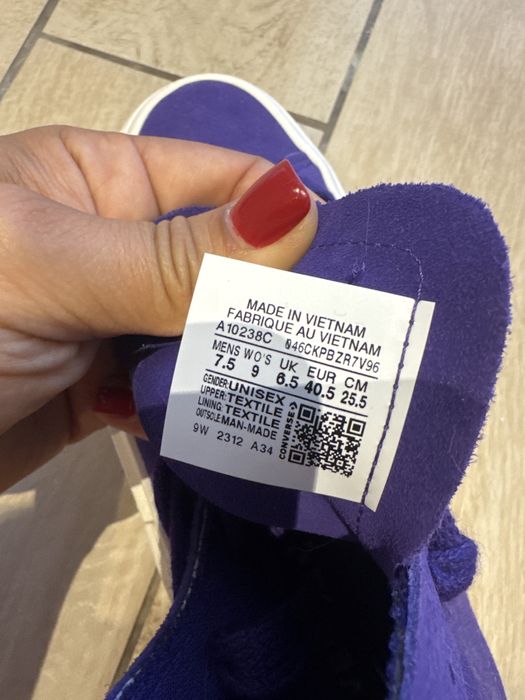 MADE IN VIETNAM
FABRIQUE AU VIETNAM
A10238C 046CKPBZR7V96
MENS WO'S UK EUR CM
7.5 9 6.5 40.5 25.5
GENDER: UNISEX
UPPER: TEXTILE
LINING: TEXTILE
OUTSOLE: MAN-MADE
9W 2312 A34
CONVERSE